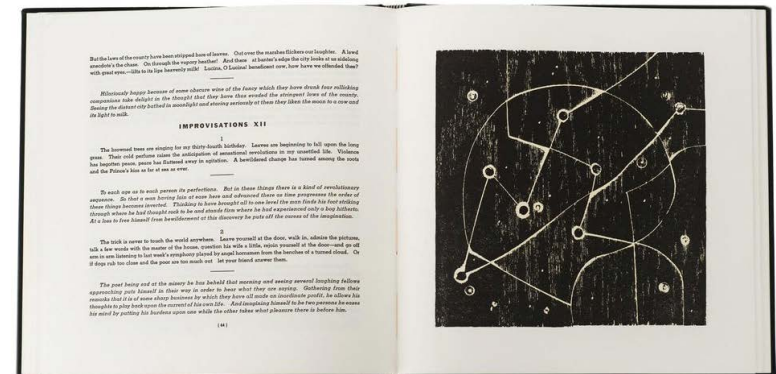 But the laws of the county have been stripped bare of leaves. Out over the marshes flickers our laughter. A lewd
anecdote's the chase. On through the vapory heather! And there at banter's edge the city looks at us sidelong
with great eyes,—lifts to its lips heavenly milk! Lucina, O Lucina! beneficent cow, how have we offended thee?
Hilariously happy because of some obscure wine of the fancy which they have drunk four rollicking
companions take delight in the thought that they have thus evaded the stringent laws of the county.
Seeing the distant city bathed in moonlight and staring seriously at them they liken the moon to a cow and
its light to milk.
IMPROVISATIONS XII
1
The browned trees are singing for my thirty-fourth birthday. Leaves are beginning to fall upon the long
grass. Their cold perfume raises the anticipation of sensational revolutions in my unsettled life. Violence
has begotten peace, peace has fluttered away in agitation. A bewildered change has turned among the roots
and the Prince's kiss as far at sea as ever.
To each age as to each person its perfections. But in these things there is a kind of revolutionary
sequence. So that a man having lain at ease here and advanced there as time progresses the order of
these things becomes inverted. Thinking to have brought all to one level the man finds his foot striking
through where he had thought rock to be and stands firm where he had experienced only a bog hitherto.
At a loss to free himself from bewilderment at this discovery he puts off the caress of the imagination.
2
The trick is never to touch the world anywhere. Leave yourself at the door, walk in, admire the pictures,
talk a few words with the master of the house, question his wife a little, rejoin yourself at the door—and go off
arm in arm listening to last week's symphony played by angel hornsmen from the benches of a turned cloud. Or
if dogs rub too close and the poor are too much out let your friend answer them.
The poet being sad at the misery he has beheld that morning and seeing several laughing fellows
approaching puts himself in their way in order to hear what they are saying. Gathering from their
remarks that it is of some sharp business by which they have all made an inordinate profit, he allows his
thoughts to play back upon the current of his own life. And imagining himself to be two persons he eases
his mind by putting his burdens upon one while the other takes what pleasure there is before him.
[44]